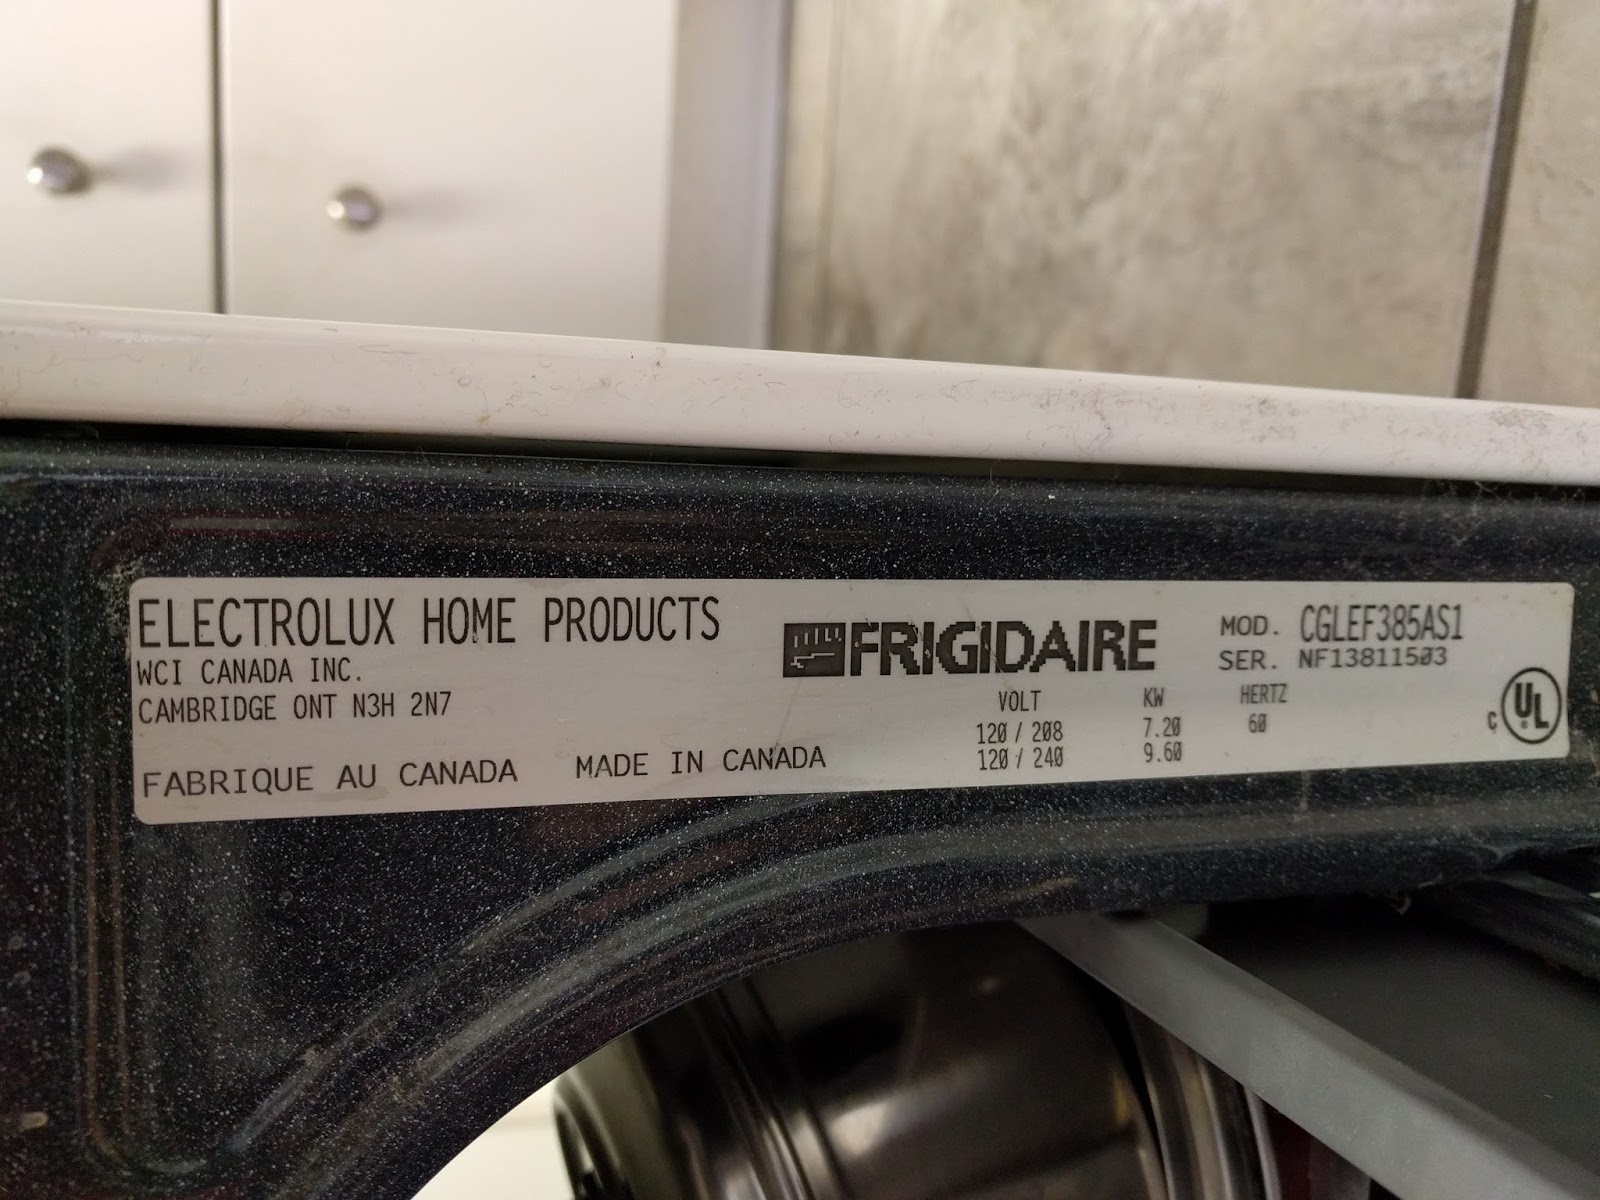 ELECTROLUX HOME PRODUCTS
WCI CANADA INC.
CAMBRIDGE ONT N3H 2N7
FABRIQUE AU CANADA MADE IN CANADA
FRIGIDAIRE
MOD. CGLEF385AS1
SER. NF13811503
VOLT KW HERTZ
120 / 208 7.20 60
120 / 240 9.60
C UL